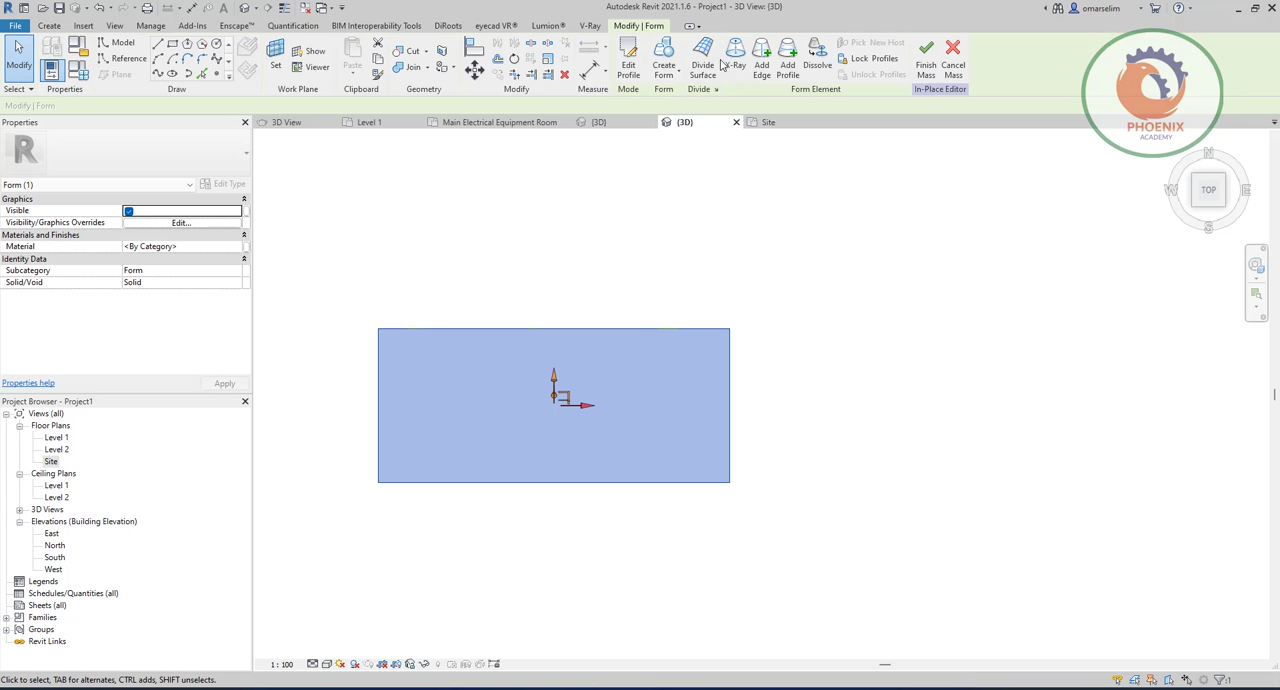 Autodesk Revit 2021.1.6 - Project1 - 3D View: {3D}
omarselim
File Create Insert View Manage Add-Ins Enscape™ Quantification BIM Interoperability Tools DiRoots eyecad VR® Lumion® V-Ray Modify | Form
Modify
Model
Reference
Plane
Set
Show
Viewer
Paste
Cut
Join
Edit Profile
Create Form
Divide Surface
X-Ray
Add Edge
Add Profile
Dissolve
Pick New Host
Lock Profiles
Unlock Profiles
Finish Mass
Cancel Mass
Select Properties Draw Work Plane Clipboard Geometry Modify Measure Mode Form Divide Form Element In-Place Editor
PHOENIX
ACADEMY
Modify | Form
Properties
3D View Level 1 Main Electrical Equipment Room {3D} {3D} Site
R
Form (1) Edit Type
Graphics
Visible
Visibility/Graphics Overrides Edit...
Materials and Finishes
Material <By Category>
Identity Data
Subcategory Form
Solid/Void Solid
Properties help Apply
N
W TOP E
S
Project Browser - Project1
Views (all)
Floor Plans
Level 1
Level 2
Site
Ceiling Plans
Level 1
Level 2
3D Views
Elevations (Building Elevation)
East
North
South
West
Legends
Schedules/Quantities (all)
Sheets (all)
Families
Groups
Revit Links
1 : 100
Click to select, TAB for alternates, CTRL adds, SHIFT unselects.
:1